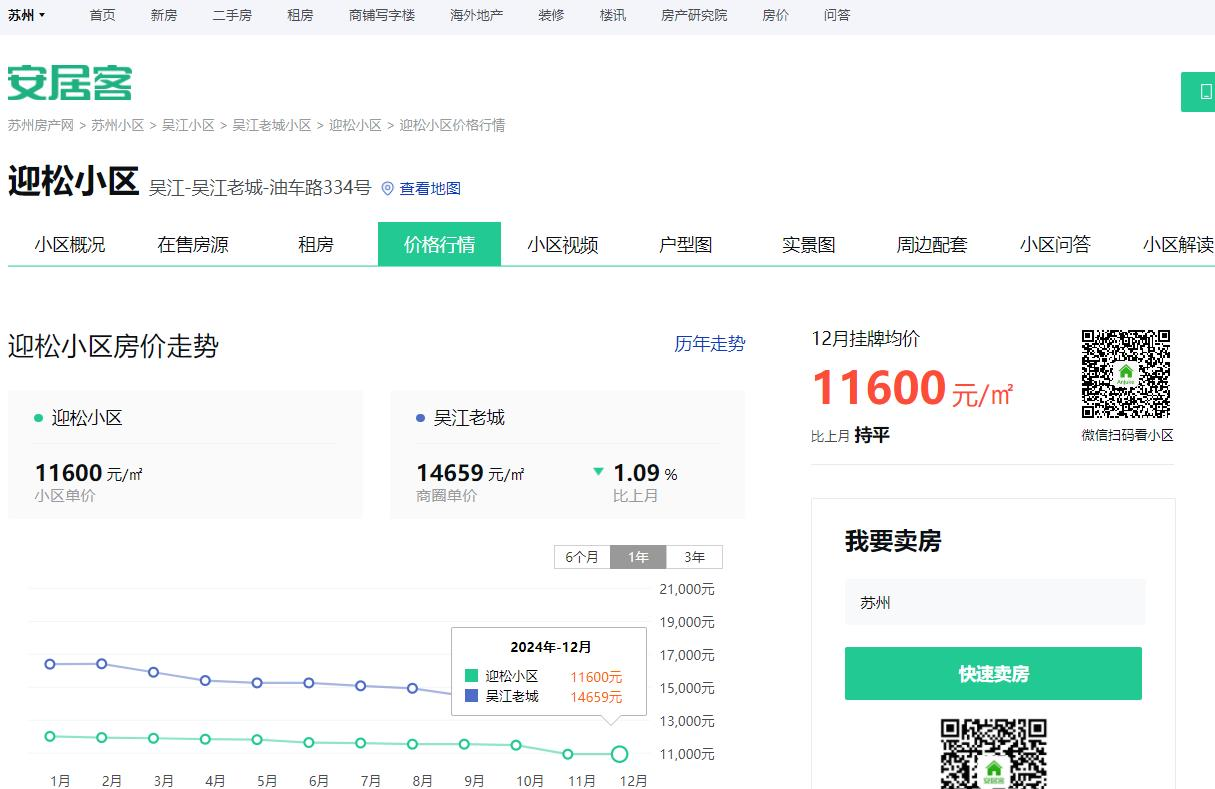 苏州 首页 新房 二手房 租房 商铺写字楼 海外地产 装修 楼讯 房产研究院 房价 问答
安居客
苏州房产网 > 苏州小区 > 吴江小区 > 吴江老城小区 > 迎松小区 > 迎松小区价格行情
迎松小区 吴江-吴江老城-油车路334号 查看地图
小区概况 在售房源 租房 价格行情 小区视频 户型图 实景图 周边配套 小区问答 小区解读
迎松小区房价走势 历年走势
迎松小区
11600 元/㎡
小区单价
吴江老城
14659 元/㎡ 1.09 %
商圈单价 比上月
6个月 1年 3年
21,000元
19,000元
17,000元
15,000元
13,000元
11,000元
2024年-12月
迎松小区 11600元
吴江老城 14659元
1月 2月 3月 4月 5月 6月 7月 8月 9月 10月 11月 12月
12月挂牌均价
11600 元/㎡
比上月 持平
Anjuke
微信扫码看小区
我要卖房
苏州
快速卖房
安居客